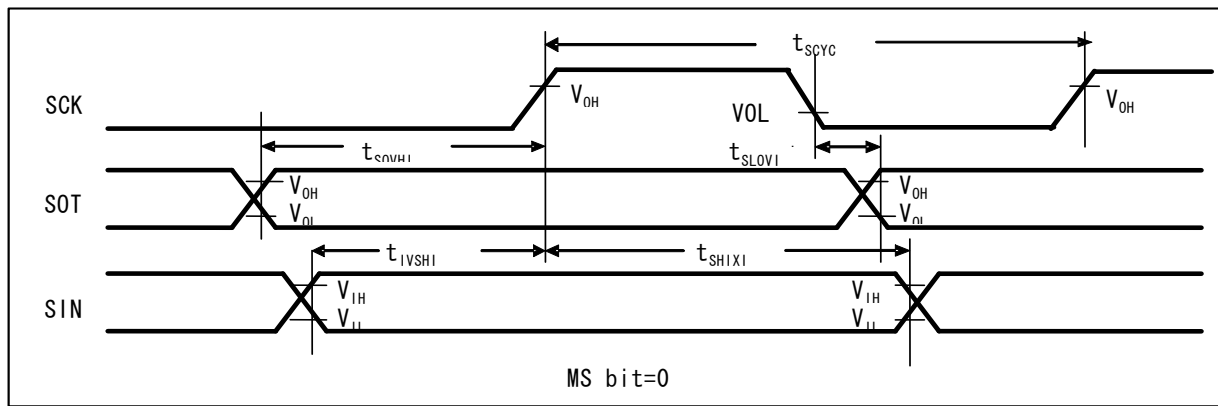 tSCYC
SCK
VOH
VOL
VOH
tSOVHI
tSLOVI
SOT
VOH
VOL
VOH
VOL
tIVSHI
tSHIXI
SIN
VIH
VIL
VIH
VIL
MS bit=0